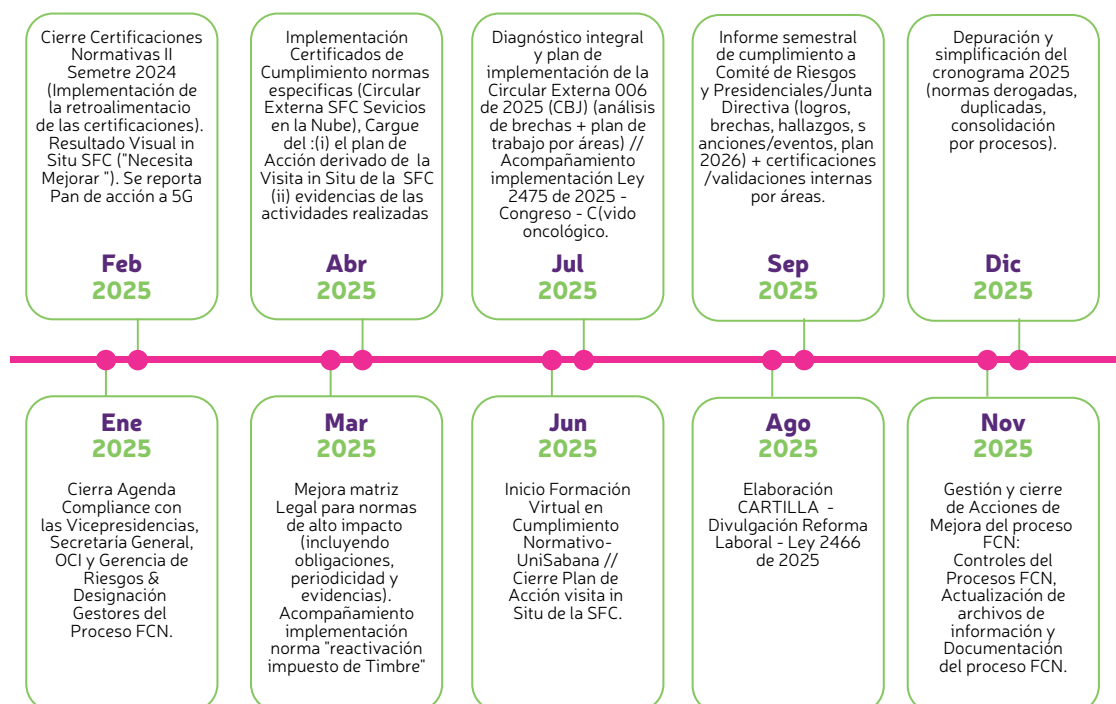 Cierre Certificaciones
Normativas II
Semetre 2024
(Implementación de
la retroalimentacio
de las certificaciones).
Resultado Visual in
Situ SFC ("Necesita
Mejorar "). Se reporta
Pan de acción a 5G
Feb
2025
Implementación
Certificados de
Cumplimiento normas
especificas (Circular
Externa SFC Sevicios
en la Nube), Cargue
del :(i) el plan de
Acción derivado de la
Visita in Situ de la SFC
(ii) evidencias de las
actividades realizadas
Abr
2025
Diagnóstico integral
y plan de
implementación de la
Circular Externa 006
de 2025 (CBJ) (análisis
de brechas + plan de
trabajo por áreas) //
Acompañamiento
implementación Ley
2475 de 2025 -
Congreso - C(vido
oncológico.
Jul
2025
Informe semestral
de cumplimiento a
Comité de Riesgos
y Presidenciales/Junta
Directiva (logros,
brechas, hallazgos, s
anciones/eventos, plan
2026) + certificaciones
/validaciones internas
por áreas.
Sep
2025
Depuración y
simplificación del
cronograma 2025
(normas derogadas,
duplicadas,
consolidación
por procesos).
Dic
2025
Ene
2025
Cierra Agenda
Compliance con
las Vicepresidencias,
Secretaría General,
OCI y Gerencia de
Riesgos &
Designación
Gestores del
Proceso FCN.
Mar
2025
Mejora matriz
Legal para normas
de alto impacto
(incluyendo
obligaciones,
periodicidad y
evidencias).
Acompañamiento
implementación
norma "reactivación
impuesto de Timbre"
Jun
2025
Inicio Formación
Virtual en
Cumplimiento
Normativo-
UniSabana //
Cierre Plan de
Acción visita in
Situ de la SFC.
Ago
2025
Elaboración
CARTILLA -
Divulgación Reforma
Laboral - Ley 2466
de 2025
Nov
2025
Gestión y cierre
de Acciones de
Mejora del proceso
FCN:
Controles del
Procesos FCN,
Actualización de
archivos de
información y
Documentación
del proceso FCN.